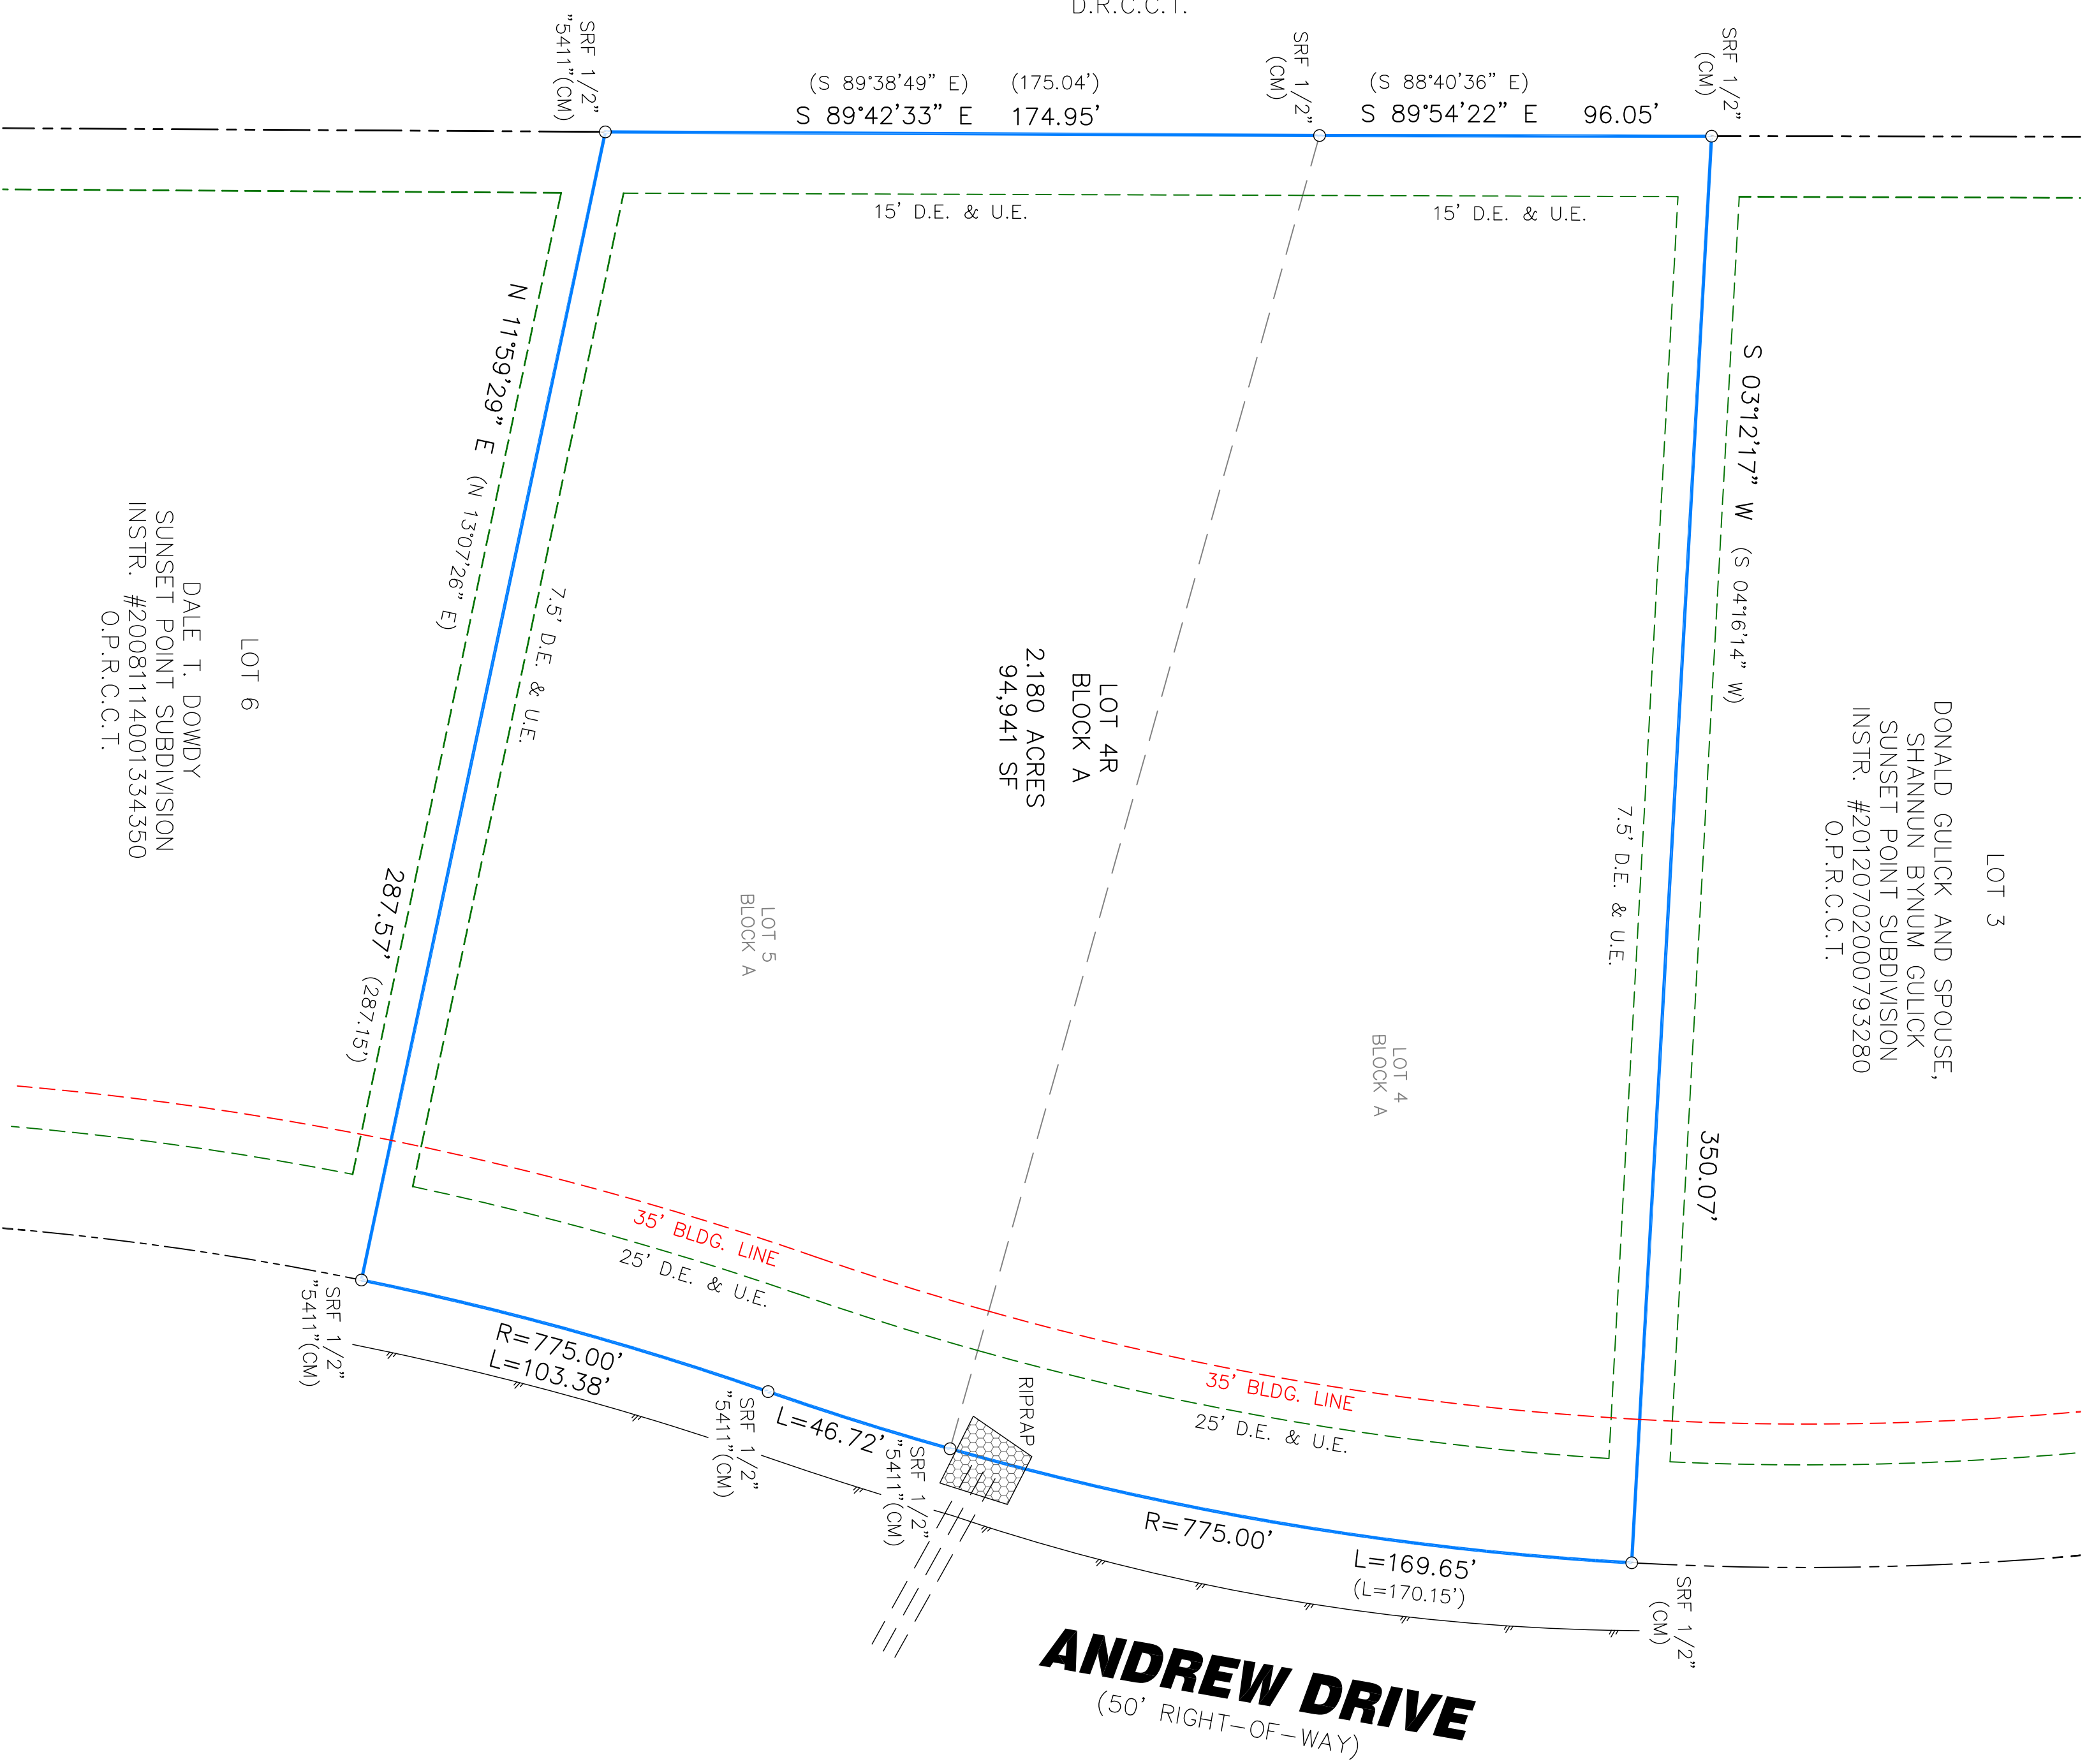 D.R.C.C.T.
SRF 1/2"
"5411"(CM)
(S 89°38'49" E) (175.04')
S 89°42'33" E 174.95'
SRF 1/2"
(CM)
(S 88°40'36" E)
S 89°54'22" E 96.05'
SRF 1/2"
(CM)
15' D.E. & U.E.
15' D.E. & U.E.
N 11°59'29" E (N 13°07'26" E)
287.57' (287.15')
7.5' D.E. & U.E.
S 03°12'17" W (S 04°16'14" W)
350.07'
7.5' D.E. & U.E.
LOT 6
DALE T. DOWDY
SUNSET POINT SUBDIVISION
INSTR. #20081114001334350
O.P.R.C.C.T.
LOT 4R
BLOCK A
2.180 ACRES
94,941 SF
LOT 3
DONALD GULICK AND SPOUSE,
SHANNUN BYNUM GULICK
SUNSET POINT SUBDIVISION
INSTR. #20120702000793280
O.P.R.C.C.T.
LOT 5
BLOCK A
LOT 4
BLOCK A
35' BLDG. LINE
25' D.E. & U.E.
35' BLDG. LINE
25' D.E. & U.E.
SRF 1/2"
"5411"(CM)
R=775.00'
L=103.38'
SRF 1/2"
"5411"(CM)
L=46.72'
SRF 1/2"
"5411"(CM)
RIPRAP
R=775.00'
L=169.65'
(L=170.15')
SRF 1/2"
(CM)
ANDREW DRIVE
(50' RIGHT-OF-WAY)